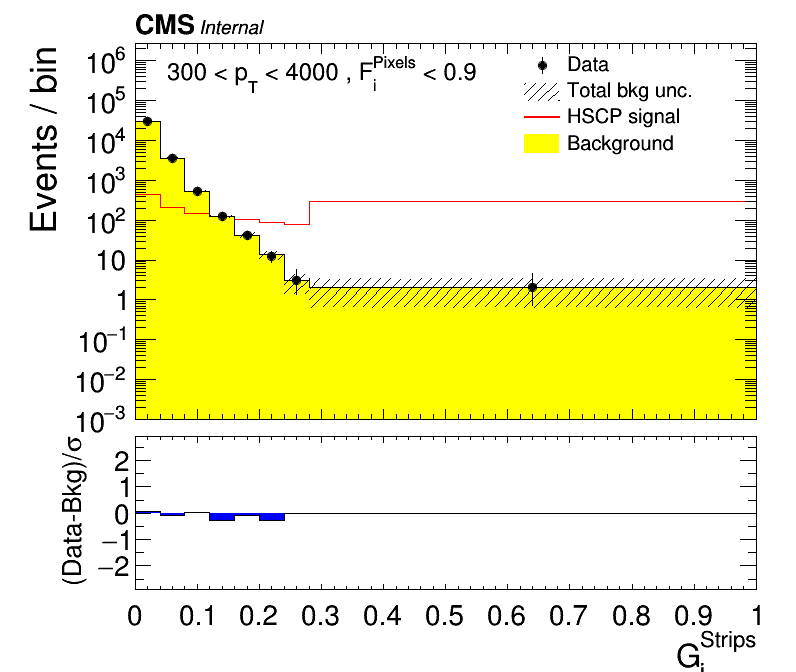 CMS Internal
Events / bin
300 < p_T < 4000 , F_i^Pixels < 0.9
Data
Total bkg unc.
HSCP signal
Background
10^6
10^5
10^4
10^3
10^2
10
1
10^−1
10^−2
10^−3
(Data-Bkg)/σ
2
1
0
−1
−2
0 0.1 0.2 0.3 0.4 0.5 0.6 0.7 0.8 0.9 1
G_i^Strips